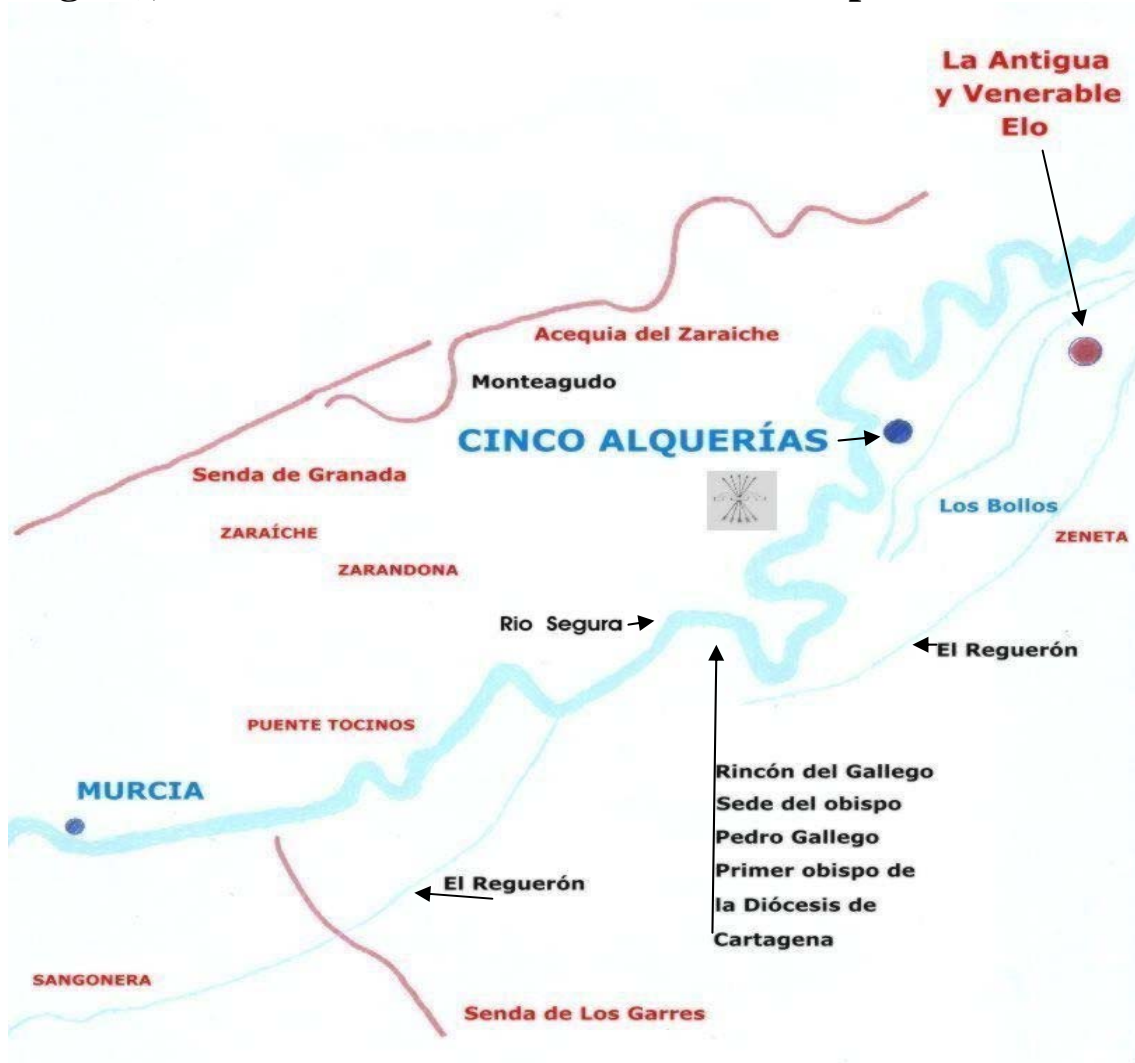 La Antigua
y Venerable
Elo
Acequia del Zaraiche
Monteagudo
CINCO ALQUERÍAS
Senda de Granada
Los Bollos
ZARAÍCHE
ZENETA
ZARANDONA
Rio Segura
El Reguerón
PUENTE TOCINOS
MURCIA
Rincón del Gallego
Sede del obispo
Pedro Gallego
Primer obispo de
la Diócesis de
Cartagena
El Reguerón
SANGONERA
Senda de Los Garres